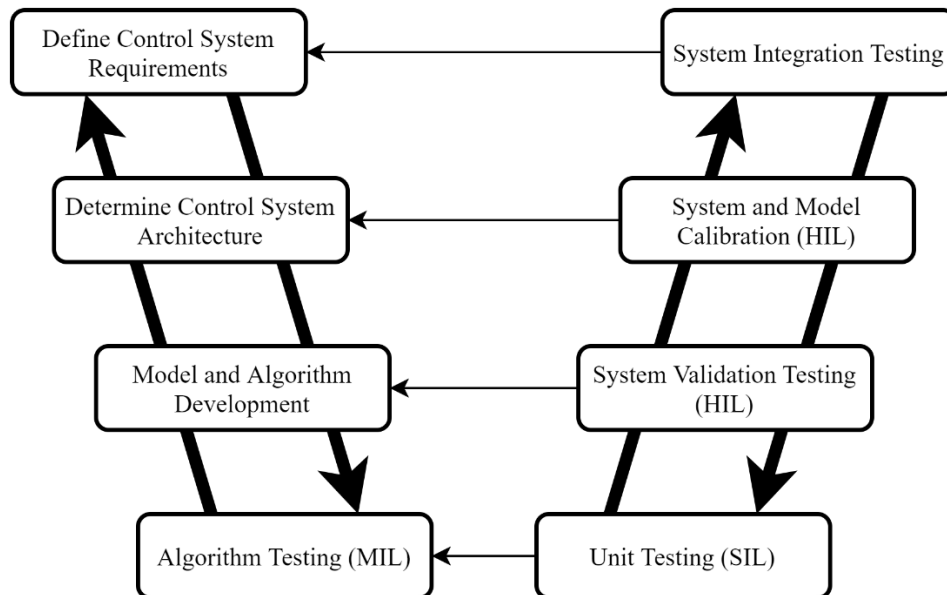 Define Control System
Requirements
System Integration Testing
Determine Control System
Architecture
System and Model
Calibration (HIL)
Model and Algorithm
Development
System Validation Testing
(HIL)
Algorithm Testing (MIL)
Unit Testing (SIL)